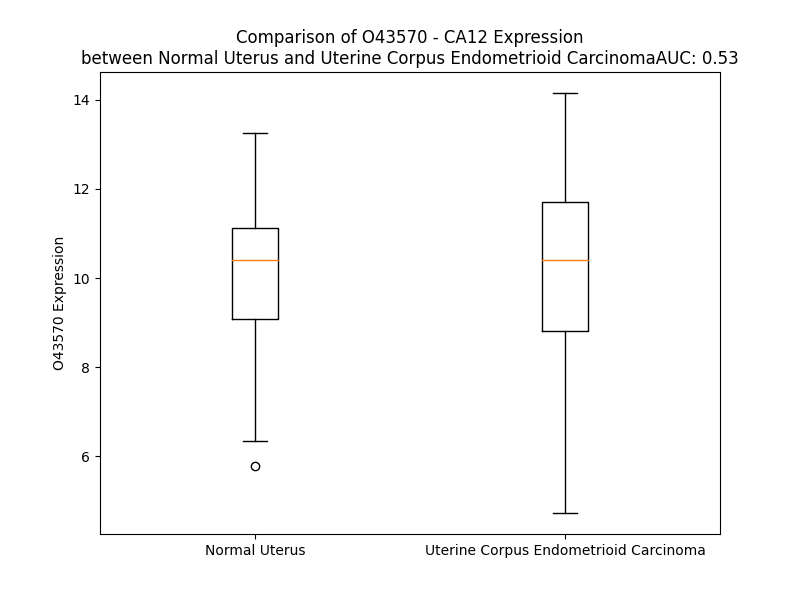 Comparison of O43570 - CA12 Expression
between Normal Uterus and Uterine Corpus Endometrioid CarcinomaAUC: 0.53
14
12
10
8
6
O43570 Expression
Normal Uterus
Uterine Corpus Endometrioid Carcinoma